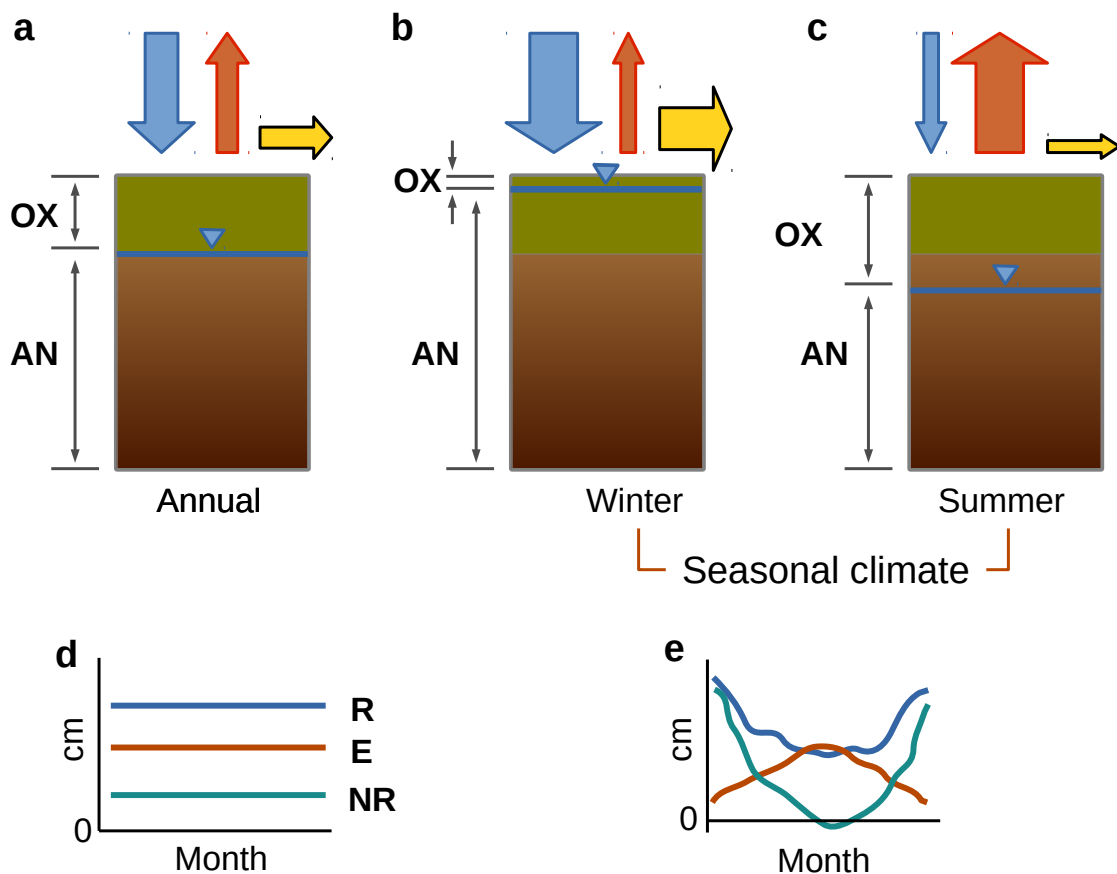 a
b
c
OX
AN
OX
AN
OX
AN
Annual
Winter
Summer
Seasonal climate
d
cm
0
R
E
NR
Month
e
cm
0
Month